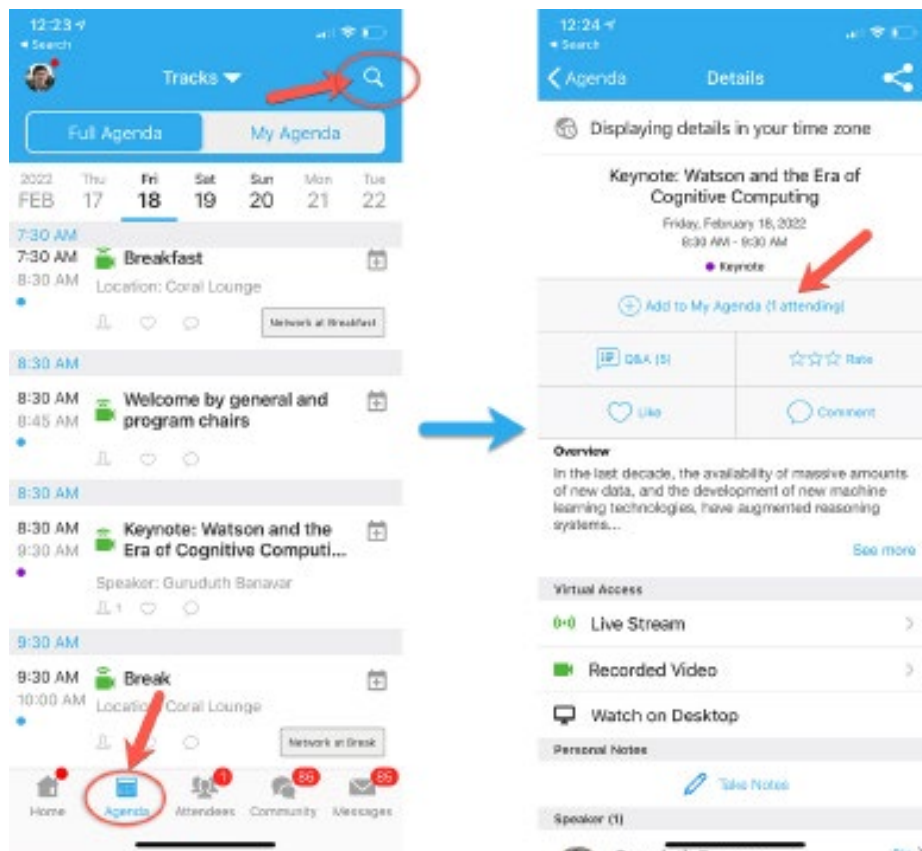 12:23
Search
Tracks
Full Agenda My Agenda
2022 Thu Fri Sat Sun Mon Tue
FEB 17 18 19 20 21 22
7:30 AM
7:30 AM Breakfast
8:30 AM Location: Coral Lounge
Network at Breakfast
8:30 AM
8:30 AM Welcome by general and
8:45 AM program chairs
8:30 AM
8:30 AM Keynote: Watson and the
9:30 AM Era of Cognitive Computi...
Speaker: Guruduth Banavar
1
9:30 AM
9:30 AM Break
10:00 AM Location: Coral Lounge
Network at Break
1 86 86
Home Agenda Attendees Community Messages
12:24
Search
Agenda Details
Displaying details in your time zone
Keynote: Watson and the Era of
Cognitive Computing
Friday, February 18, 2022
8:30 AM - 9:30 AM
Keynote
Add to My Agenda (1 attending)
Q&A (5) Rate
Like Comment
Overview
In the last decade, the availability of massive amounts
of new data, and the development of new machine
learning technologies, have augmented reasoning
systems...
See more
Virtual Access
Live Stream
Recorded Video
Watch on Desktop
Personal Notes
Take Notes
Speaker (1)